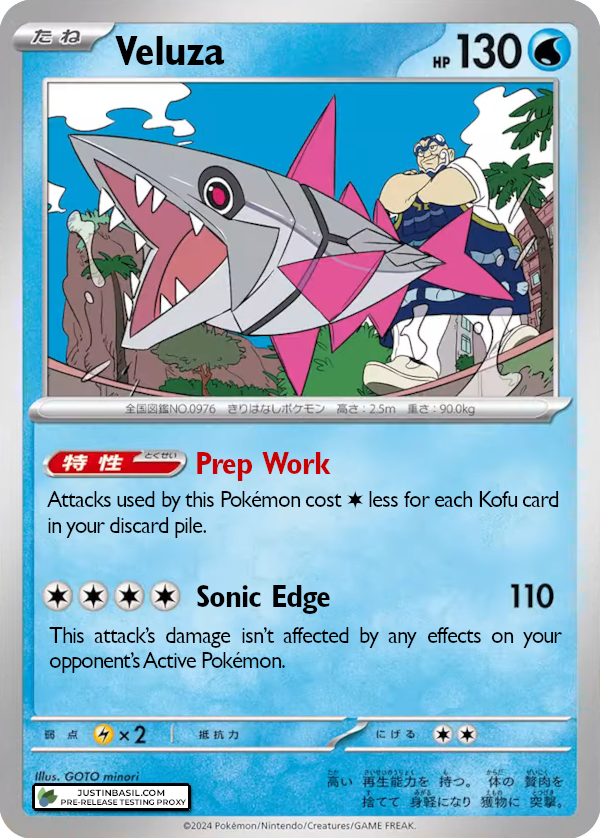 たね Veluza HP 130
全国図鑑NO.0976 きりはなしポケモン 高さ:2.5m 重さ:90.0kg
特性 とくせい Prep Work
Attacks used by this Pokémon cost less for each Kofu card
in your discard pile.
Sonic Edge 110
This attack's damage isn't affected by any effects on your
opponent's Active Pokémon.
弱点 ×2 抵抗力 にげる
Illus. GOTO minori
JUSTINBASIL.COM
PRE-RELEASE TESTING PROXY
高い 再生能力を 持つ。 体の 贅肉を
捨てて 身軽になり 獲物に 突撃。
©2024 Pokémon/Nintendo/Creatures/GAME FREAK.